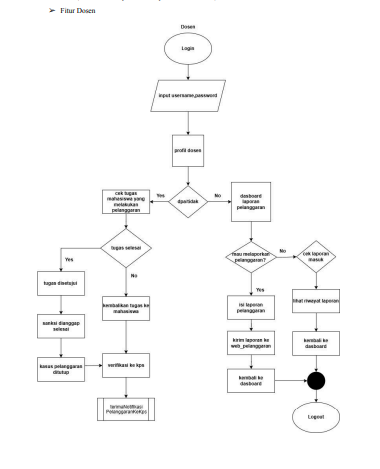 ➢ Fitur Dosen
Dosen
Login
input username,password
profil dosen
cek tugas
mahasiswa yang
melakukan
pelanggaran
Yes
dpa/tidak
No
dasboard
laporan
pelanggaran
tugas selesai
mau melaporkan
pelanggaran?
No
cek laporan
masuk
Yes
No
Yes
tugas disetujui
kembalikan tugas ke
mahasiswa
isi laporan
pelanggaran
lihat riwayat laporan
sanksi dianggap
selesai
kirim laporan ke
web_pelanggaran
kembali ke
dasboard
kasus pelanggaran
ditutup
verifikasi ke kps
kembali ke
dasboard
terimaNotifikasi
PelanggaranKeKps
Logout